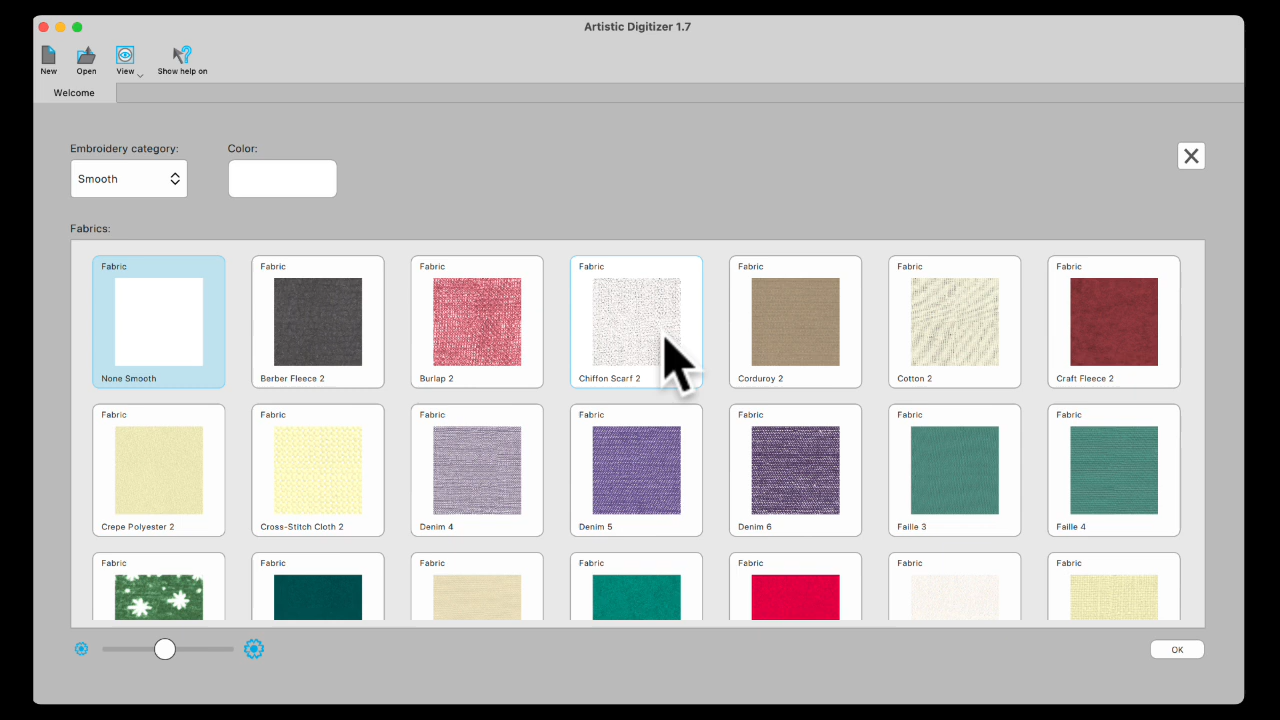 Artistic Digitizer 1.7
New Open View Show help on
Welcome
Embroidery category: Color:
Smooth
Fabrics:
Fabric Fabric Fabric Fabric Fabric Fabric Fabric
None Smooth Berber Fleece 2 Burlap 2 Chiffon Scarf 2 Corduroy 2 Cotton 2 Craft Fleece 2
Fabric Fabric Fabric Fabric Fabric Fabric Fabric
Crepe Polyester 2 Cross-Stitch Cloth 2 Denim 4 Denim 5 Denim 6 Faille 3 Faille 4
Fabric Fabric Fabric Fabric Fabric Fabric Fabric
OK